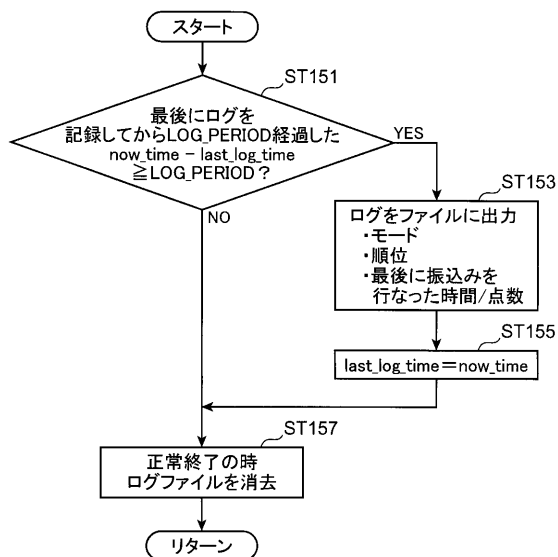 スタート
ST151
最後にログを
記録してからLOG_PERIOD経過した
now_time − last_log_time
≧LOG_PERIOD？
YES
NO
ST153
ログをファイルに出力
・モード
・順位
・最後に振込みを
行なった時間/点数
ST155
last_log_time＝now_time
ST157
正常終了の時
ログファイルを消去
リターン